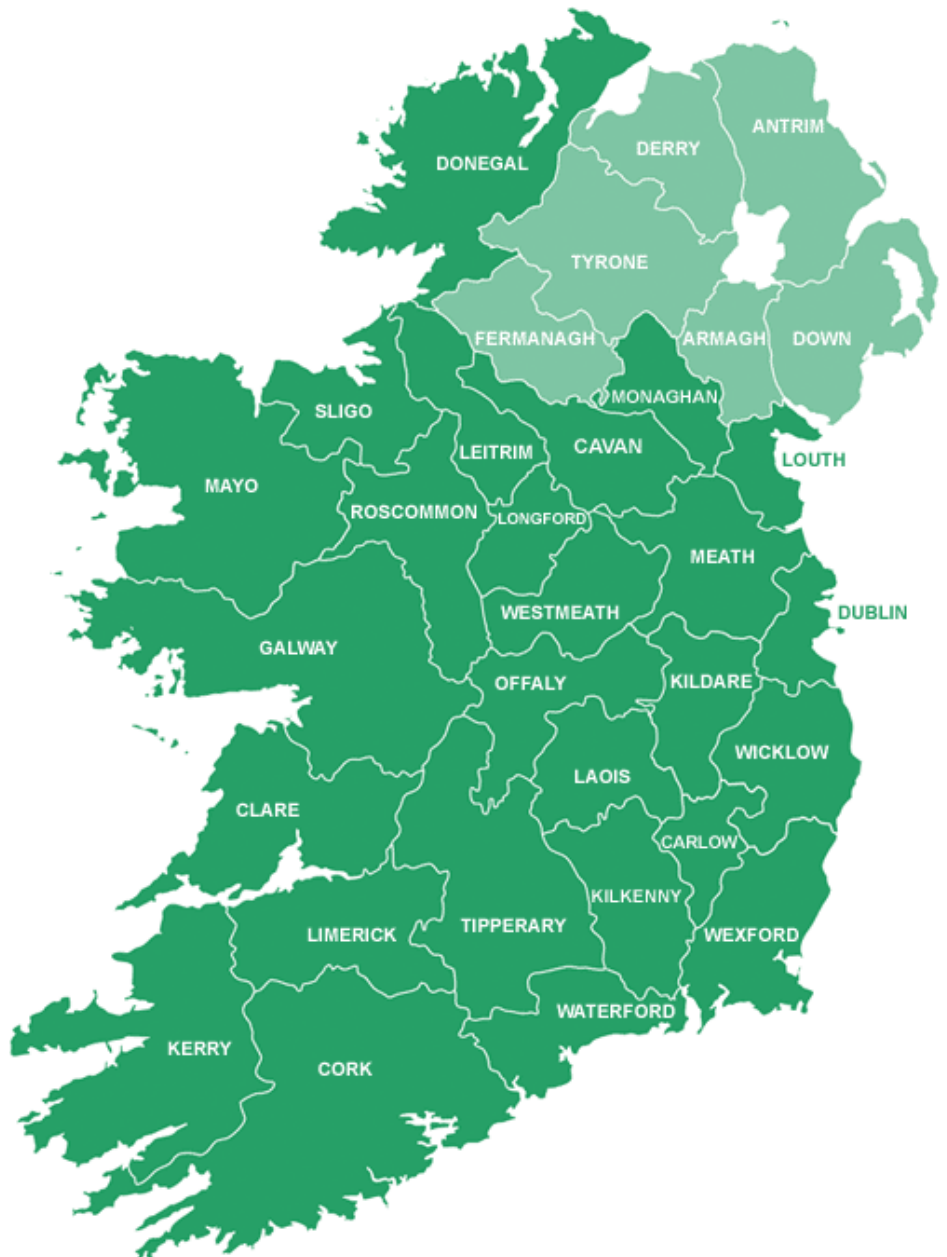 ANTRIM
DERRY
DONEGAL
TYRONE
FERMANAGH
ARMAGH
DOWN
MONAGHAN
SLIGO
CAVAN
LEITRIM
LOUTH
MAYO
ROSCOMMON
LONGFORD
MEATH
WESTMEATH
DUBLIN
GALWAY
OFFALY
KILDARE
WICKLOW
LAOIS
CLARE
CARLOW
KILKENNY
TIPPERARY
LIMERICK
WEXFORD
WATERFORD
KERRY
CORK